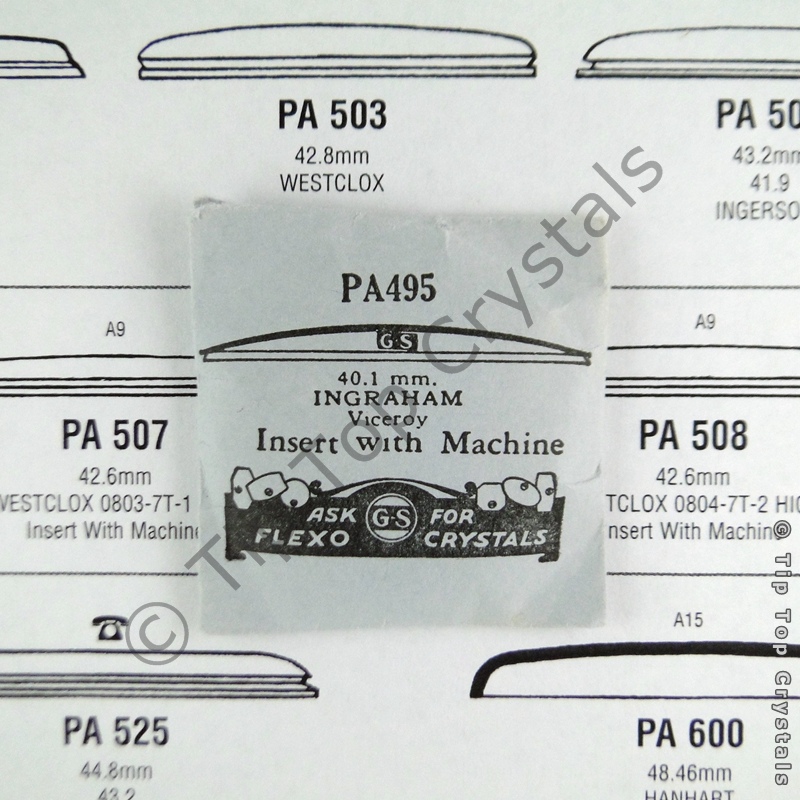 PA 503
42.8mm
WESTCLOX
PA 50
43.2mm
41.9
INGERSO
A9
PA 507
42.6mm
WESTCLOX 0803-7T-1
Insert With Machin
PA495
G·S
40.1 mm.
INGRAHAM
Viceroy
Insert with Machine
ASK G·S FOR
FLEXO CRYSTALS
A9
PA 508
42.6mm
TCLOX 0804-7T-2 HIG
nsert With Machin
PA 525
44.8mm
43.2
A15
PA 600
48.46mm
HANHART
© Tip Top Crystals
© Tip Top Crystals